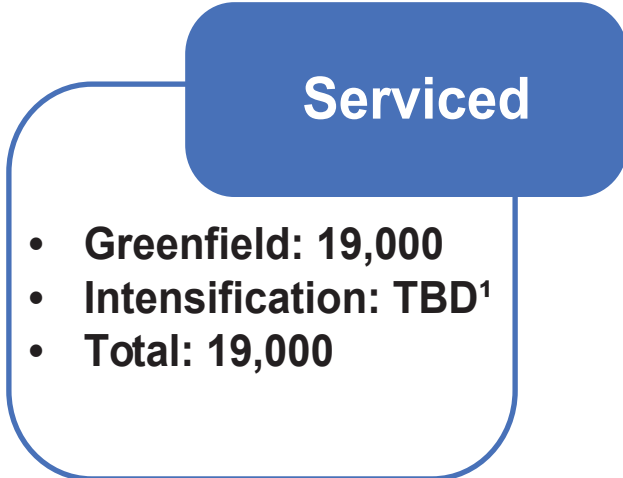 Serviced
• Greenfield: 19,000
• Intensification: TBD¹
• Total: 19,000